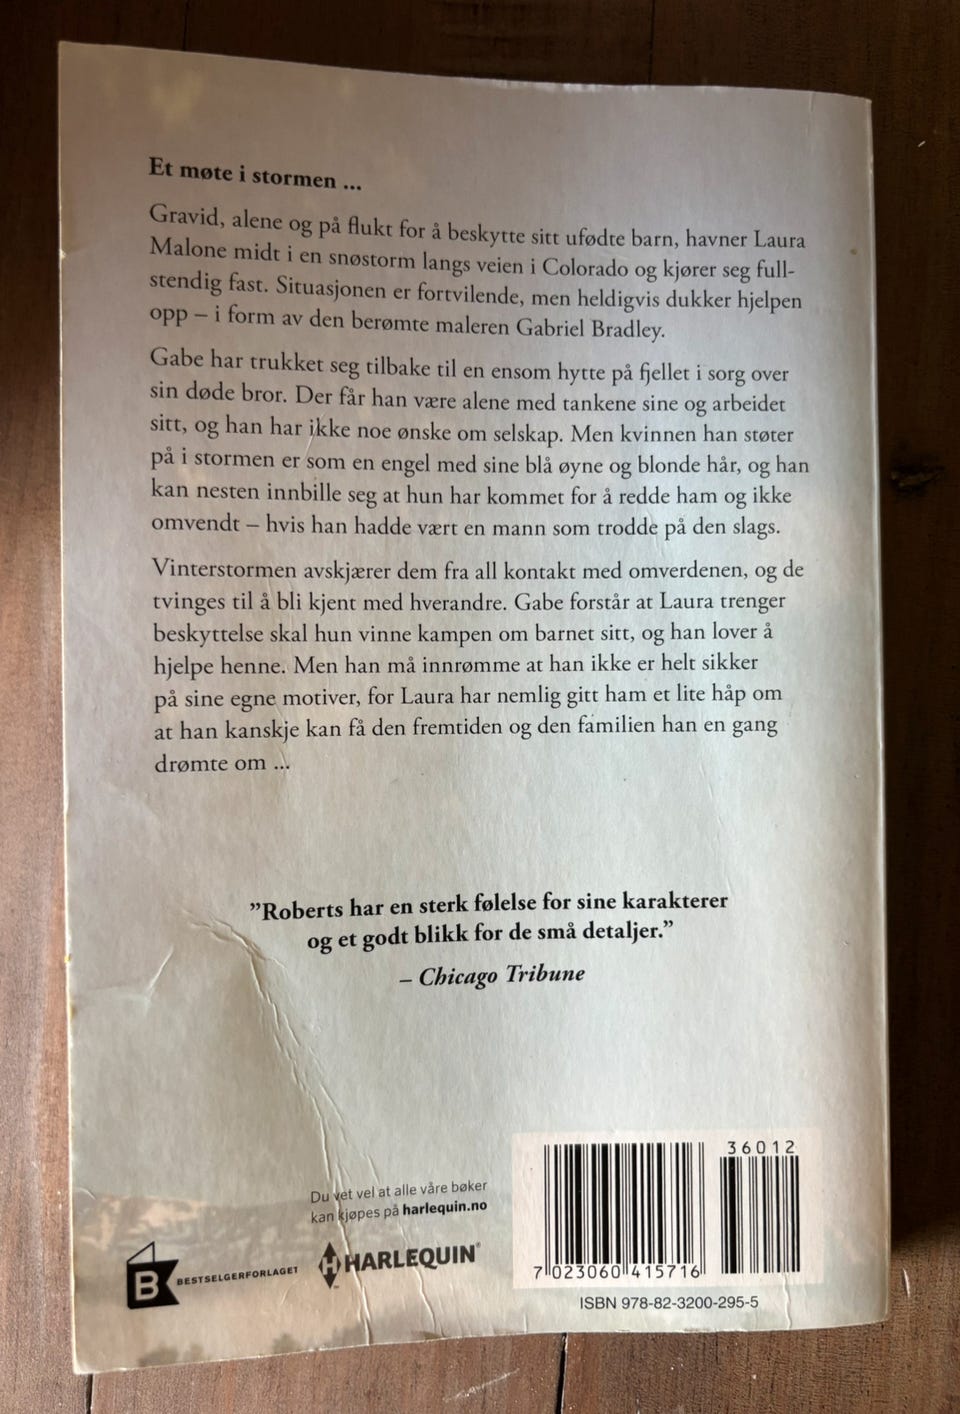 Et møte i stormen ...
Gravid, alene og på flukt for å beskytte sitt ufødte barn, havner Laura
Malone midt i en snøstorm langs veien i Colorado og kjører seg full-
stendig fast. Situasjonen er fortvilende, men heldigvis dukker hjelpen
opp – i form av den berømte maleren Gabriel Bradley.
Gabe har trukket seg tilbake til en ensom hytte på fjellet i sorg over
sin døde bror. Der får han være alene med tankene sine og arbeidet
sitt, og han har ikke noe ønske om selskap. Men kvinnen han støter
på i stormen er som en engel med sine blå øyne og blonde hår, og han
kan nesten innbille seg at hun har kommet for å redde ham og ikke
omvendt – hvis han hadde vært en mann som trodde på den slags.
Vinterstormen avskjærer dem fra all kontakt med omverdenen, og de
tvinges til å bli kjent med hverandre. Gabe forstår at Laura trenger
beskyttelse skal hun vinne kampen om barnet sitt, og han lover å
hjelpe henne. Men han må innrømme at han ikke er helt sikker
på sine egne motiver, for Laura har nemlig gitt ham et lite håp om
at han kanskje kan få den fremtiden og den familien han en gang
drømte om ...
”Roberts har en sterk følelse for sine karakterer
og et godt blikk for de små detaljer.”
– Chicago Tribune
Du vet vel at alle våre bøker
kan kjøpes på harlequin.no
B BESTSELGERFORLAGET
H HARLEQUIN®
36012
7 023060 415716
ISBN 978-82-3200-295-5